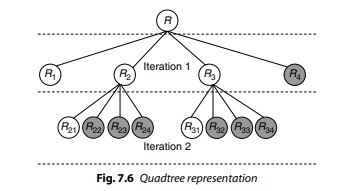 R
Iteration 1
R1 R2 R3 R4
R21 R22 R23 R24 R31 R32 R33 R34
Iteration 2
Fig. 7.6 Quadtree representation